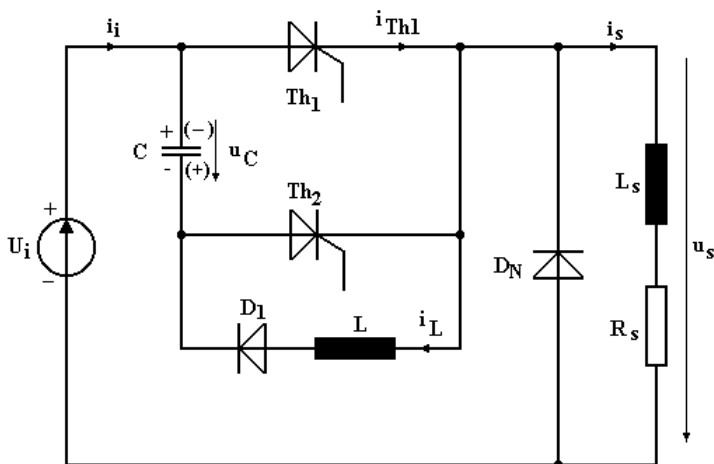 i_i
i_Th1
i_s
Th_1
+ (−)
C
u_C
- (+)
Th_2
L_s
+
U_i
−
D_N
u_s
D_1
L
i_L
R_s